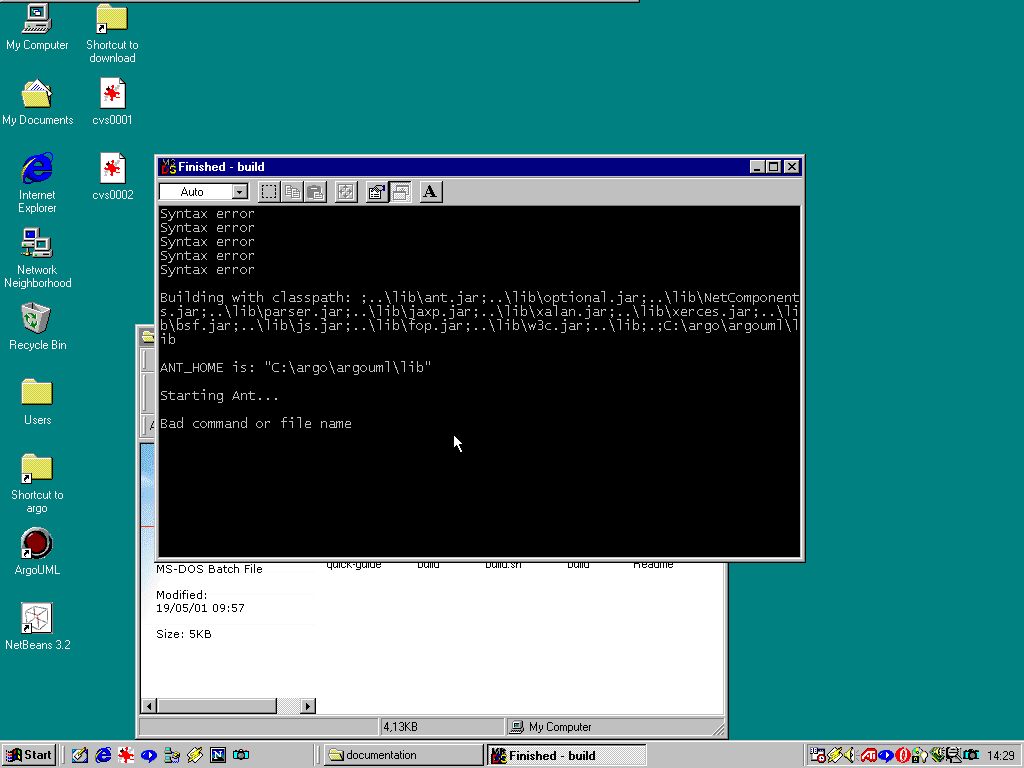 My Computer
Shortcut to
download
My Documents
cvs0001
Internet
Explorer
cvs0002
Network
Neighborhood
Recycle Bin
Users
Shortcut to
argo
ArgoUML
NetBeans 3.2
Finished - build
Auto
A
Syntax error
Syntax error
Syntax error
Syntax error
Syntax error
Building with classpath: ;..\lib\ant.jar;..\lib\optional.jar;..\lib\NetComponent
s.jar;..\lib\parser.jar;..\lib\jaxp.jar;..\lib\xalan.jar;..\lib\xerces.jar;..\li
b\bsf.jar;..\lib\js.jar;..\lib\fop.jar;..\lib\w3c.jar;..\lib;.;C:\argo\argouml\l
ib
ANT_HOME is: "C:\argo\argouml\lib"
Starting Ant...
Bad command or file name
quick-guide build build.sh build Readme
MS-DOS Batch File
Modified:
19/05/01 09:57
Size: 5KB
4,13KB My Computer
Start documentation Finished - build 14:29